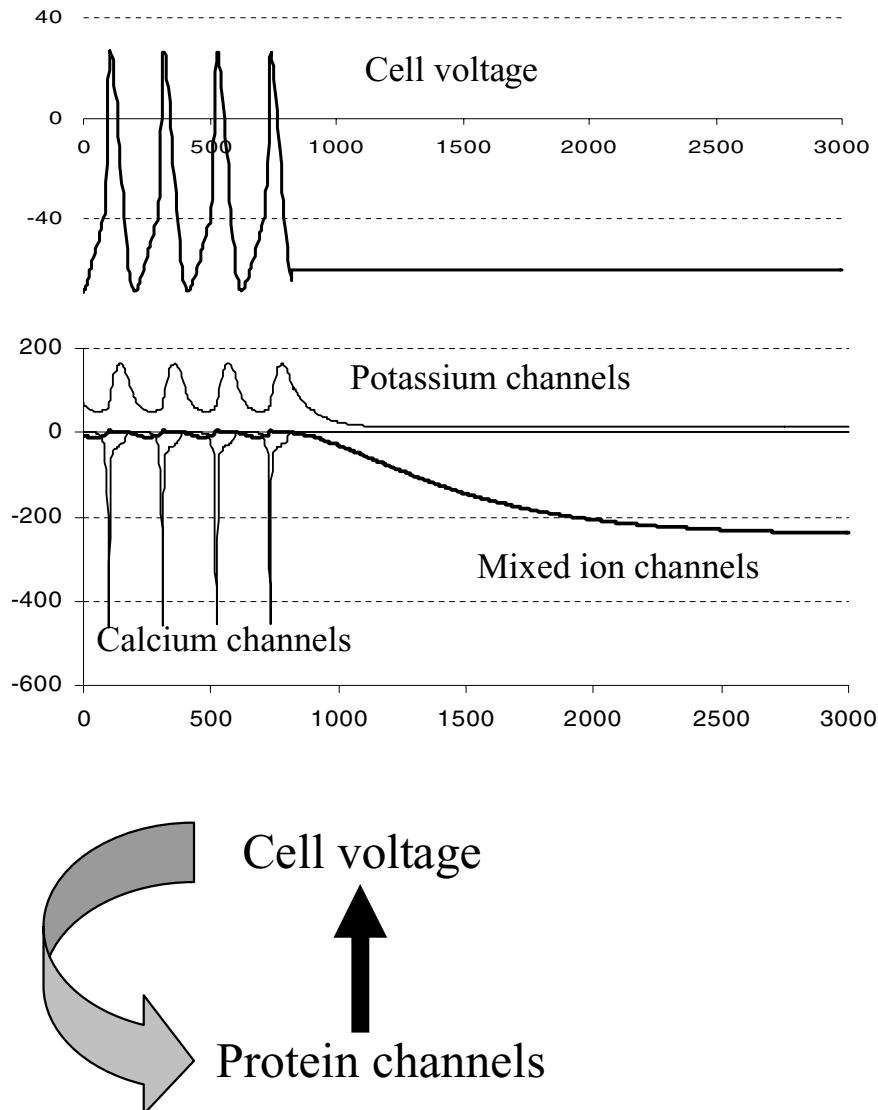 40
Cell voltage
0
0 500 1000 1500 2000 2500 3000
-40
200
Potassium channels
0
-200
Mixed ion channels
-400
Calcium channels
-600
0 500 1000 1500 2000 2500 3000
Cell voltage
Protein channels